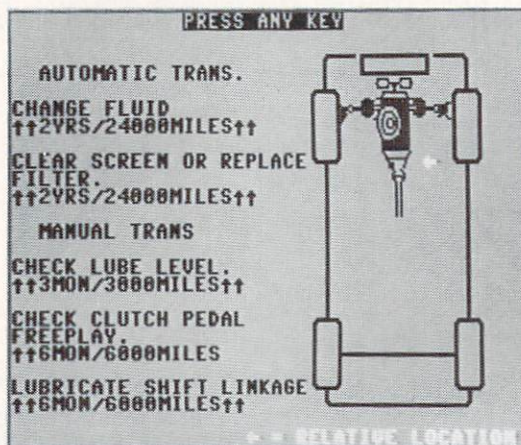 PRESS ANY KEY
AUTOMATIC TRANS.
CHANGE FLUID
↑↑2YRS/24000MILES↑↑
CLEAR SCREEN OR REPLACE
FILTER.
↑↑2YRS/24000MILES↑↑
MANUAL TRANS
CHECK LUBE LEVEL.
↑↑3MON/3000MILES↑↑
CHECK CLUTCH PEDAL
FREEPLAY.
↑↑6MON/6000MILES
LUBRICATE SHIFT LINKAGE
↑↑6MON/6000MILES↑↑
← = RELATIVE LOCATION